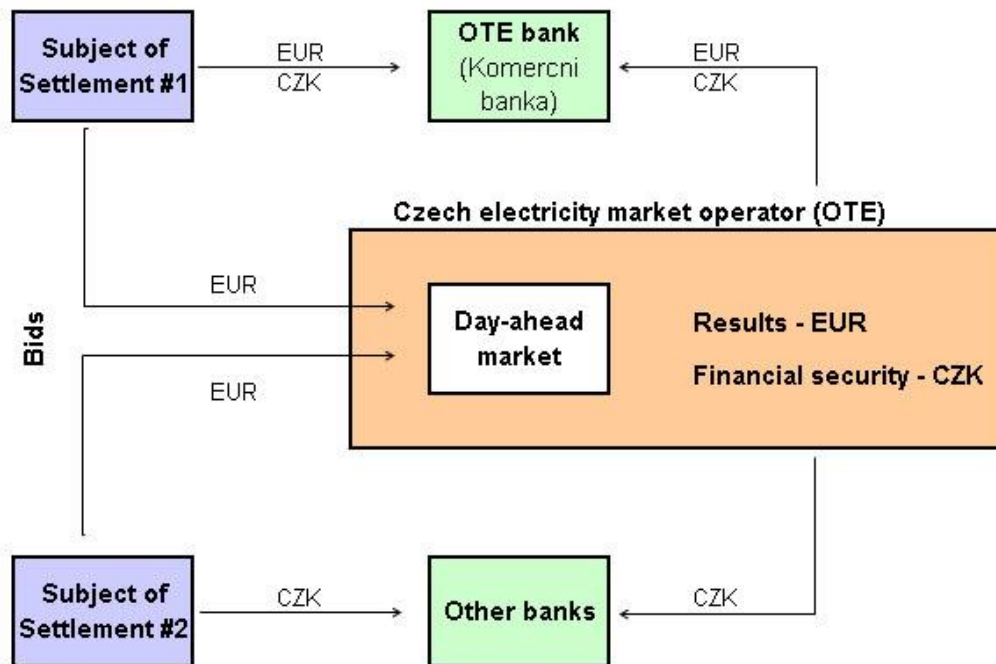 Subject of
Settlement #1
EUR
CZK
OTE bank
(Komercni
banka)
EUR
CZK
Czech electricity market operator (OTE)
Bids
EUR
EUR
Day-ahead
market
Results - EUR
Financial security - CZK
Subject of
Settlement #2
CZK
Other banks
CZK